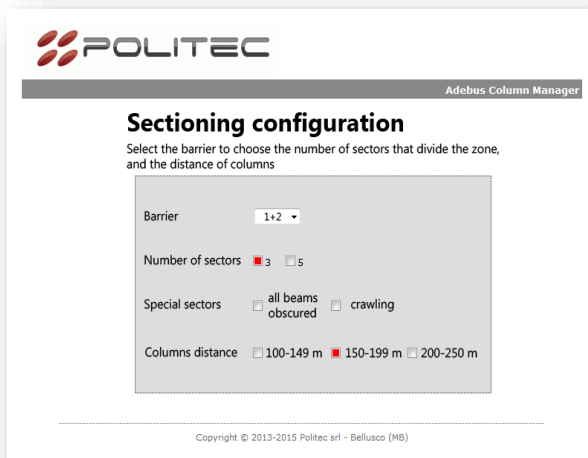 POLITEC
Adebus Column Manager
Sectioning configuration
Select the barrier to choose the number of sectors that divide the zone,
and the distance of columns
Barrier 1+2
Number of sectors 3 5
Special sectors all beams obscured crawling
Columns distance 100-149 m 150-199 m 200-250 m
Copyright © 2013-2015 Politec srl - Bellusco (MB)